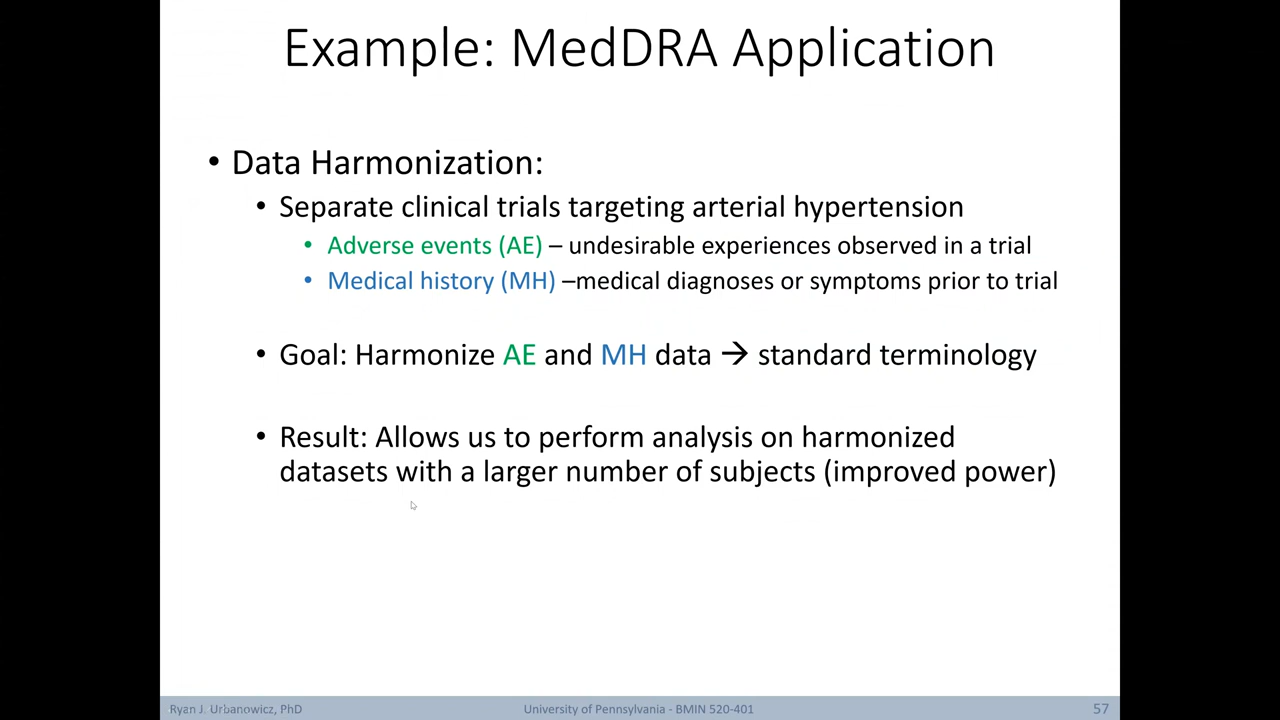 Example: MedDRA Application
• Data Harmonization:
• Separate clinical trials targeting arterial hypertension
• Adverse events (AE) – undesirable experiences observed in a trial
• Medical history (MH) –medical diagnoses or symptoms prior to trial
• Goal: Harmonize AE and MH data → standard terminology
• Result: Allows us to perform analysis on harmonized
datasets with a larger number of subjects (improved power)
Ryan J. Urbanowicz, PhD
University of Pennsylvania - BMIN 520-401
57